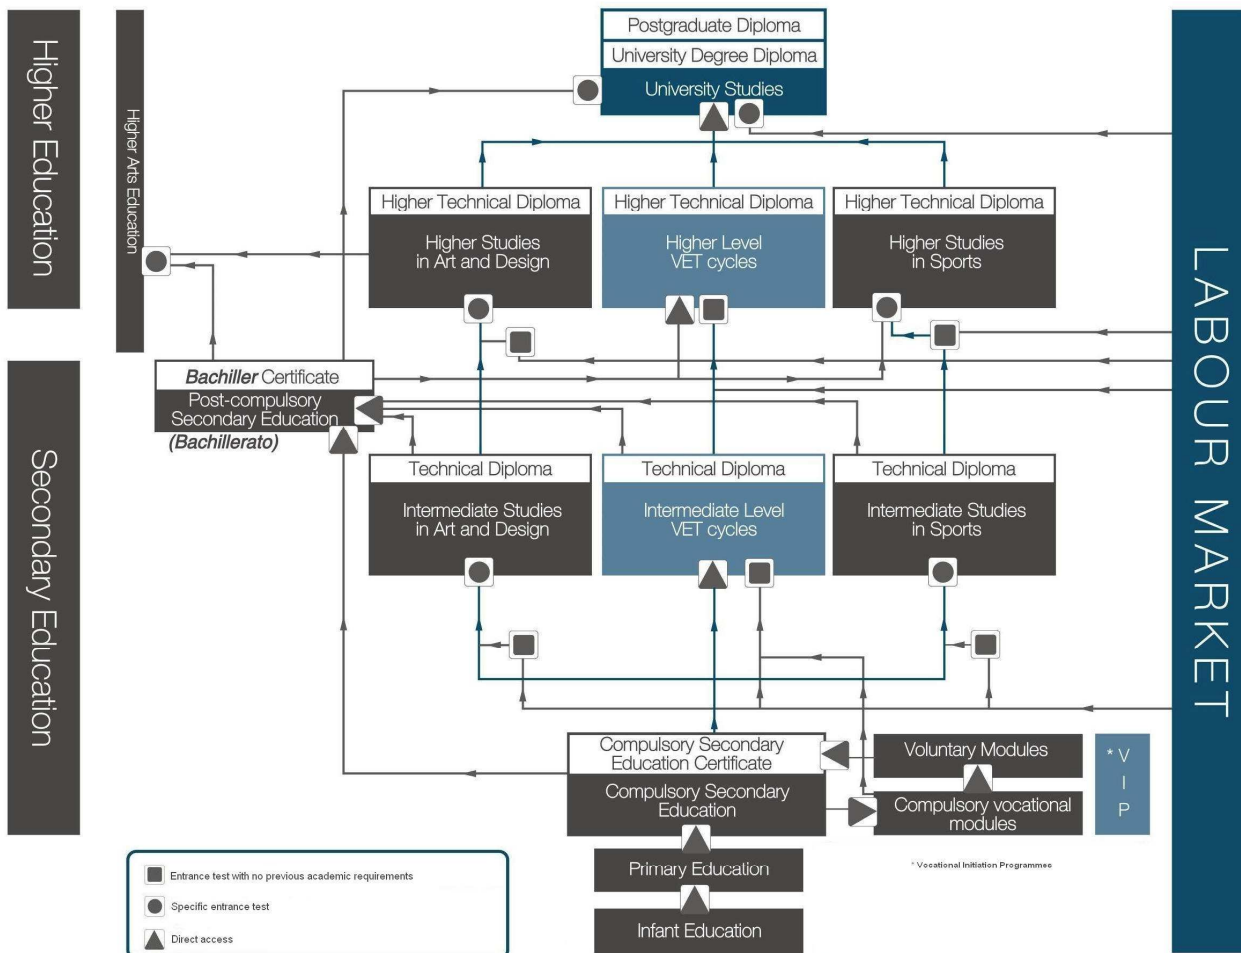 Higher Education
Secondary Education
Higher Arts Education
Postgraduate Diploma
University Degree Diploma
University Studies
Higher Technical Diploma
Higher Studies
in Art and Design
Higher Technical Diploma
Higher Level
VET cycles
Higher Technical Diploma
Higher Studies
in Sports
Bachiller Certificate
Post-compulsory
Secondary Education
(Bachillerato)
Technical Diploma
Intermediate Studies
in Art and Design
Technical Diploma
Intermediate Level
VET cycles
Technical Diploma
Intermediate Studies
in Sports
Compulsory Secondary
Education Certificate
Compulsory Secondary
Education
Voluntary Modules
Compulsory vocational
modules
* V
I
P
Primary Education
Infant Education
* Vocational Initiation Programmes
Entrance test with no previous academic requirements
Specific entrance test
Direct access
LABOUR MARKET